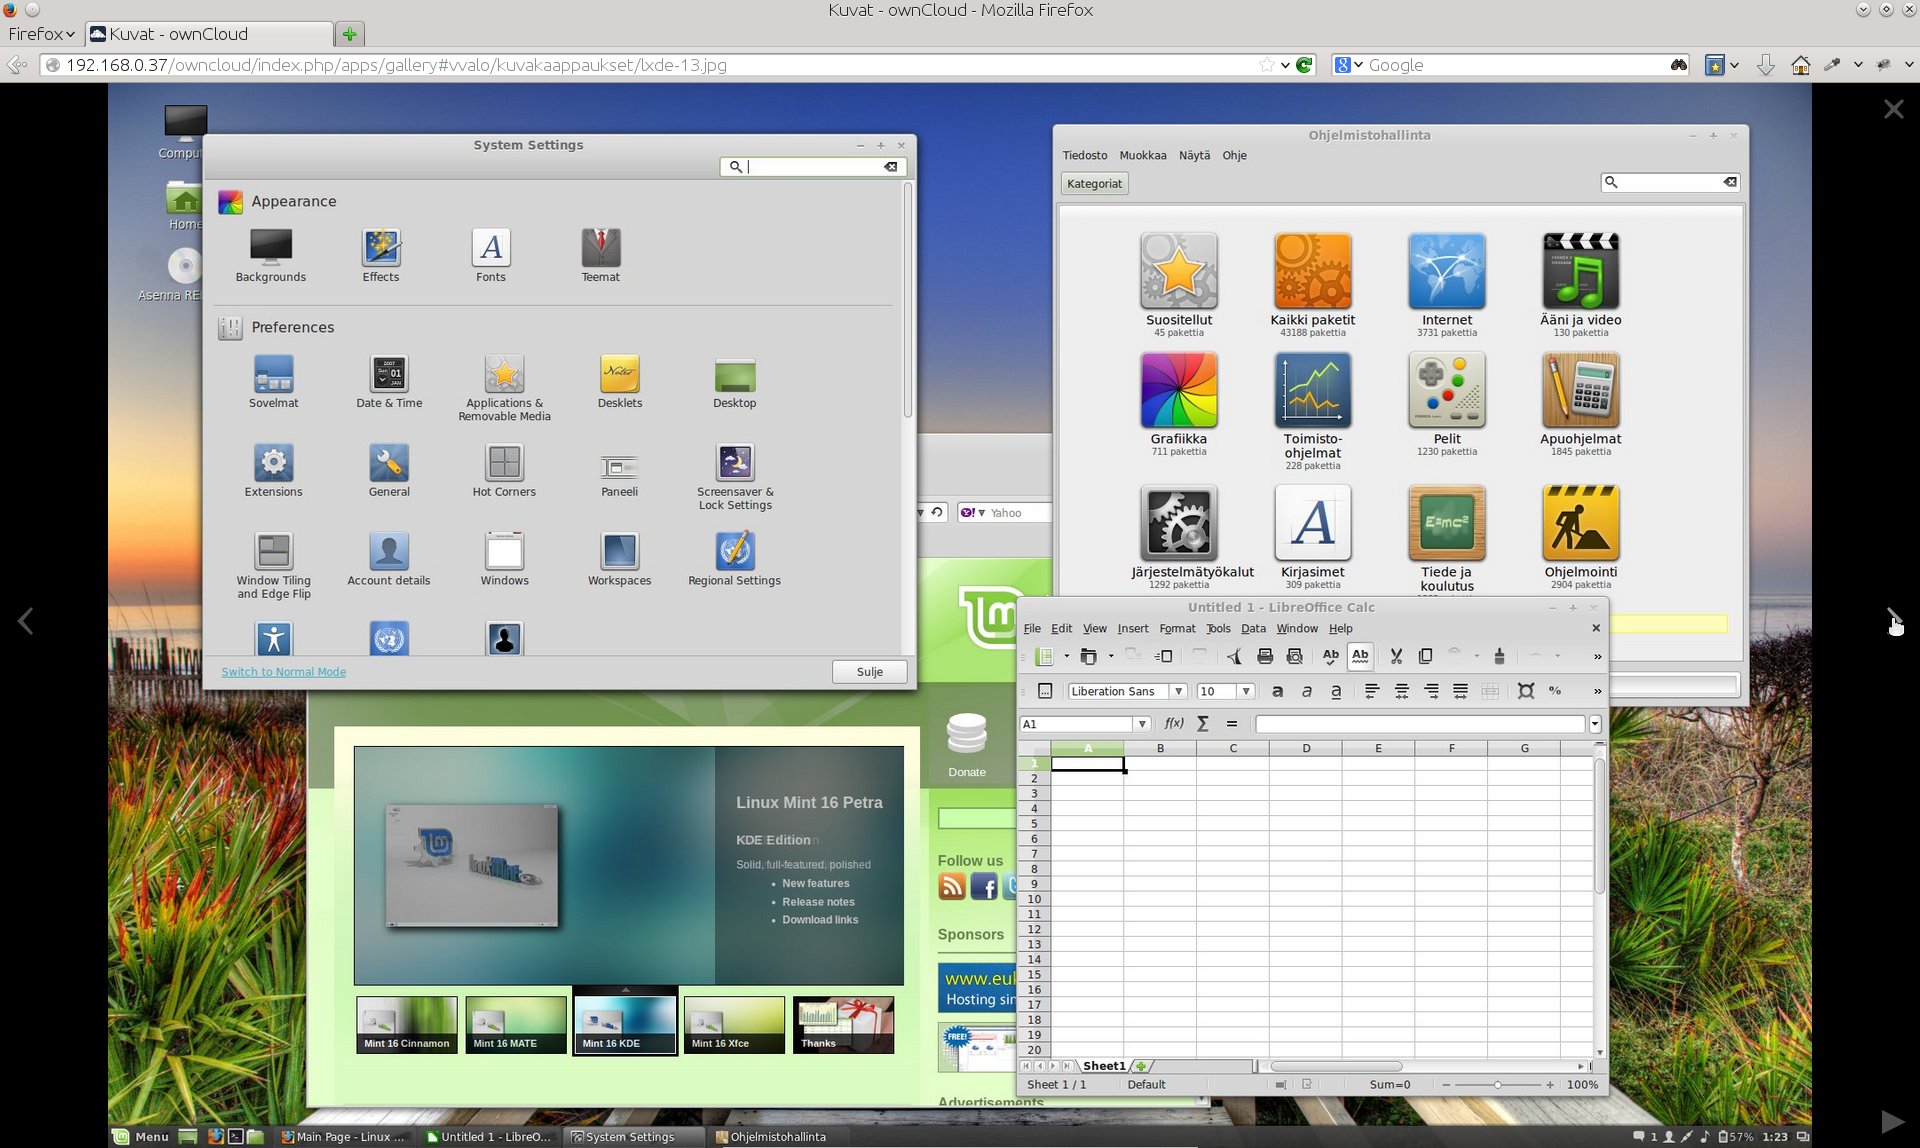 Kuvat - ownCloud - Mozilla Firefox
Firefox
Kuvat - ownCloud
192.168.0.37/owncloud/index.php/apps/gallery#vvalo/kuvakaappaukset/lxde-13.jpg
Google
Home
Asenna
System Settings
Appearance
Backgrounds
Effects
Fonts
Teemat
Preferences
Sovelmat
Date & Time
Applications &
Removable Media
Desklets
Desktop
Extensions
General
Hot Corners
Paneeli
Screensaver &
Lock Settings
Window Tiling
and Edge Flip
Account details
Windows
Workspaces
Regional Settings
Switch to Normal Mode
Sulje
Ohjelmistohallinta
Tiedosto Muokkaa Näytä Ohje
Kategoriat
Suositellut
45 pakettia
Kaikki paketit
43188 pakettia
Internet
3731 pakettia
Ääni ja video
130 pakettia
Grafiikka
711 pakettia
Toimisto-
ohjelmat
228 pakettia
Pelit
1230 pakettia
Apuohjelmat
1845 pakettia
Järjestelmätyökalut
1292 pakettia
Kirjasimet
309 pakettia
E=mc²
Tiede ja
koulutus
Ohjelmointi
2904 pakettia
Yahoo
Donate
Linux Mint 16 Petra
KDE Edition
Solid, full-featured, polished
New features
Release notes
Download links
Mint 16 Cinnamon
Mint 16 MATE
Mint 16 KDE
Mint 16 Xfce
Thanks
Follow us
Sponsors
www.euk
Hosting
FREE!
Advertisements
Untitled 1 - LibreOffice Calc
File Edit View Insert Format Tools Data Window Help
Liberation Sans
10
A1
f(x) Σ =
A B C D E F G
1
2
3
4
5
6
7
8
9
10
11
12
13
14
15
16
17
18
19
20
Sheet1
Sheet 1 / 1
Default
Sum=0
100%
Menu
Main Page - Linux ...
Untitled 1 - LibreO...
System Settings
Ohjelmistohallinta
1
57%
1:23